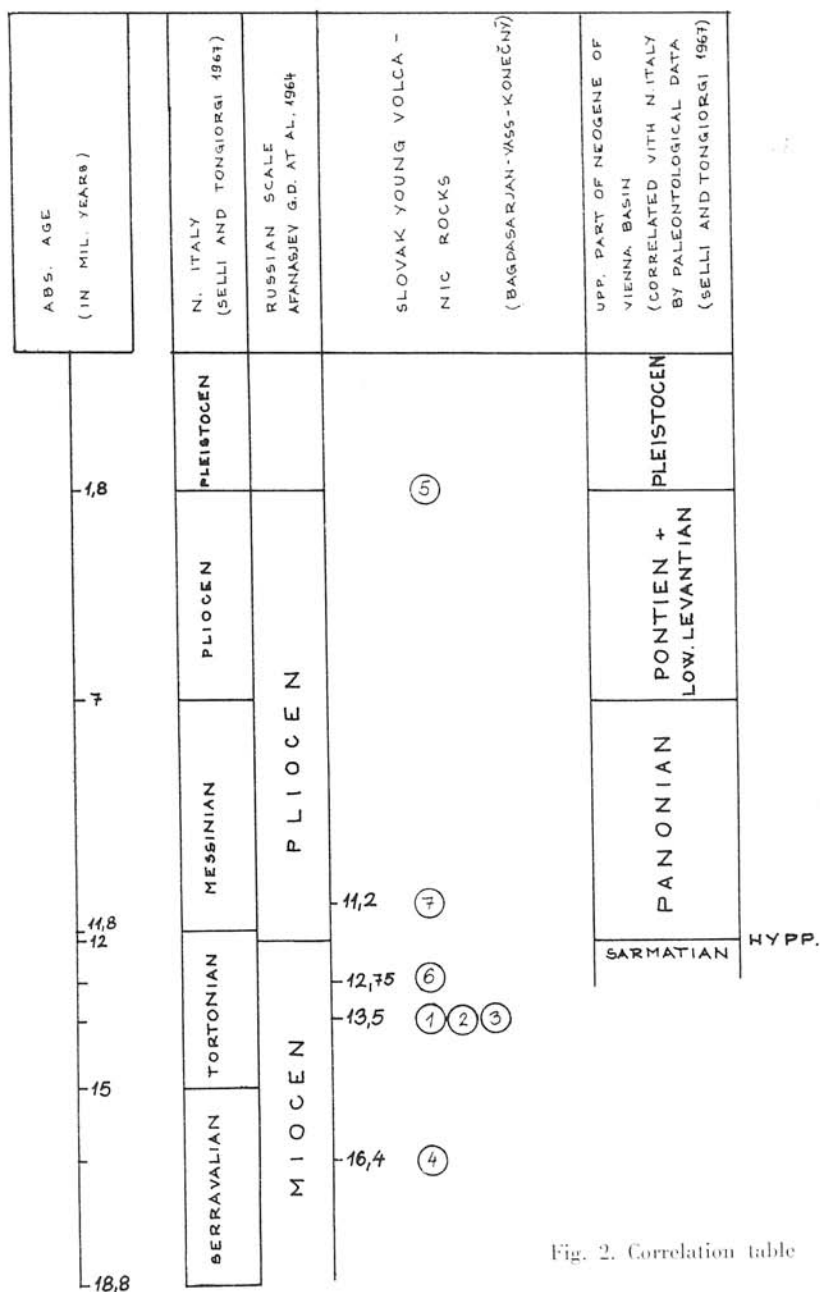 ABS. AGE
(IN MIL. YEARS)
N. ITALY
(SELLI AND TONGIORGI 1967)
RUSSIAN SCALE
AFANASJEV G.D. AT AL. 1964
SLOVAK YOUNG VOLCA-
NIC ROCKS
(BAGDASARJAN-VASS-KONEČNÝ)
UPP. PART OF NEOGENE OF
VIENNA BASIN
(CORRELATED VITH N. ITALY
BY PALEONTOLOGICAL DATA
(SELLI AND TONGIORGI 1967)
PLEISTOCEN
PLEISTOCEN
1,8
5
PLIOCEN
PLIOCEN
PONTIEN +
LOW. LEVANTIAN
7
MESSINIAN
PANONIAN
11,2
7
11,8
12
SARMATIAN
HYPP.
TORTONIAN
12,75
6
13,5
1 2 3
15
MIOCEN
SERRAVALIAN
16,4
4
18,8
Fig. 2. Correlation table